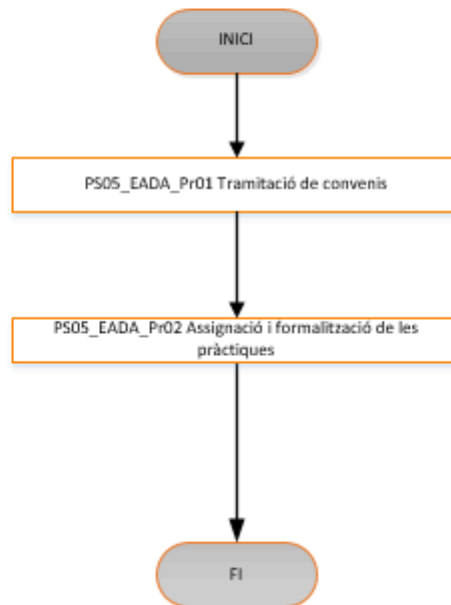 INICI
PS05_EADA_Pr01 Tramitació de convenis
PS05_EADA_Pr02 Assignació i formalització de les
pràctiques
FI